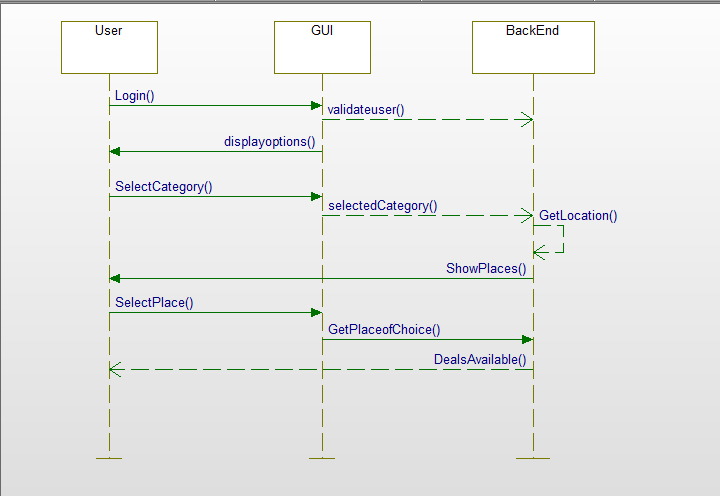 User
GUI
BackEnd
Login()
validateuser()
displayoptions()
SelectCategory()
selectedCategory()
GetLocation()
ShowPlaces()
SelectPlace()
GetPlaceofChoice()
DealsAvailable()